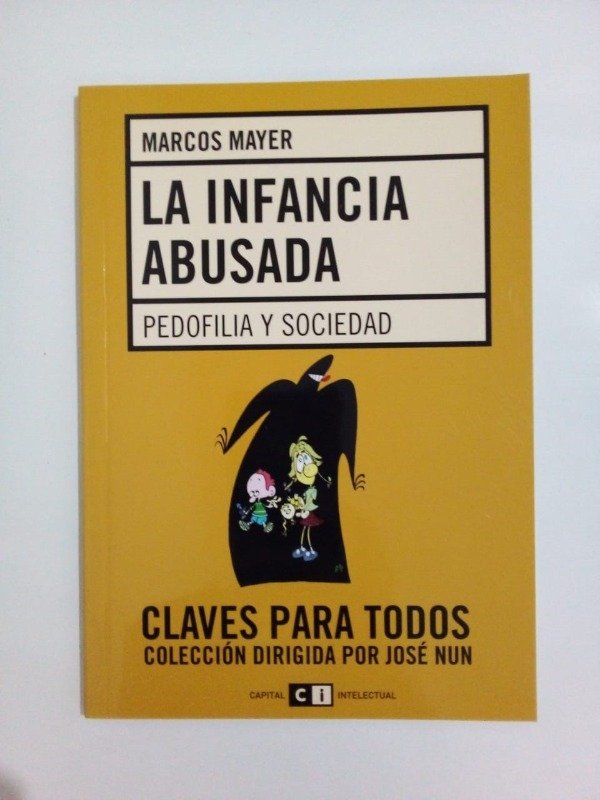 MARCOS MAYER
LA INFANCIA
ABUSADA
PEDOFILIA Y SOCIEDAD
CLAVES PARA TODOS
COLECCIÓN DIRIGIDA POR JOSÉ NUN
CAPITAL Ci INTELECTUAL